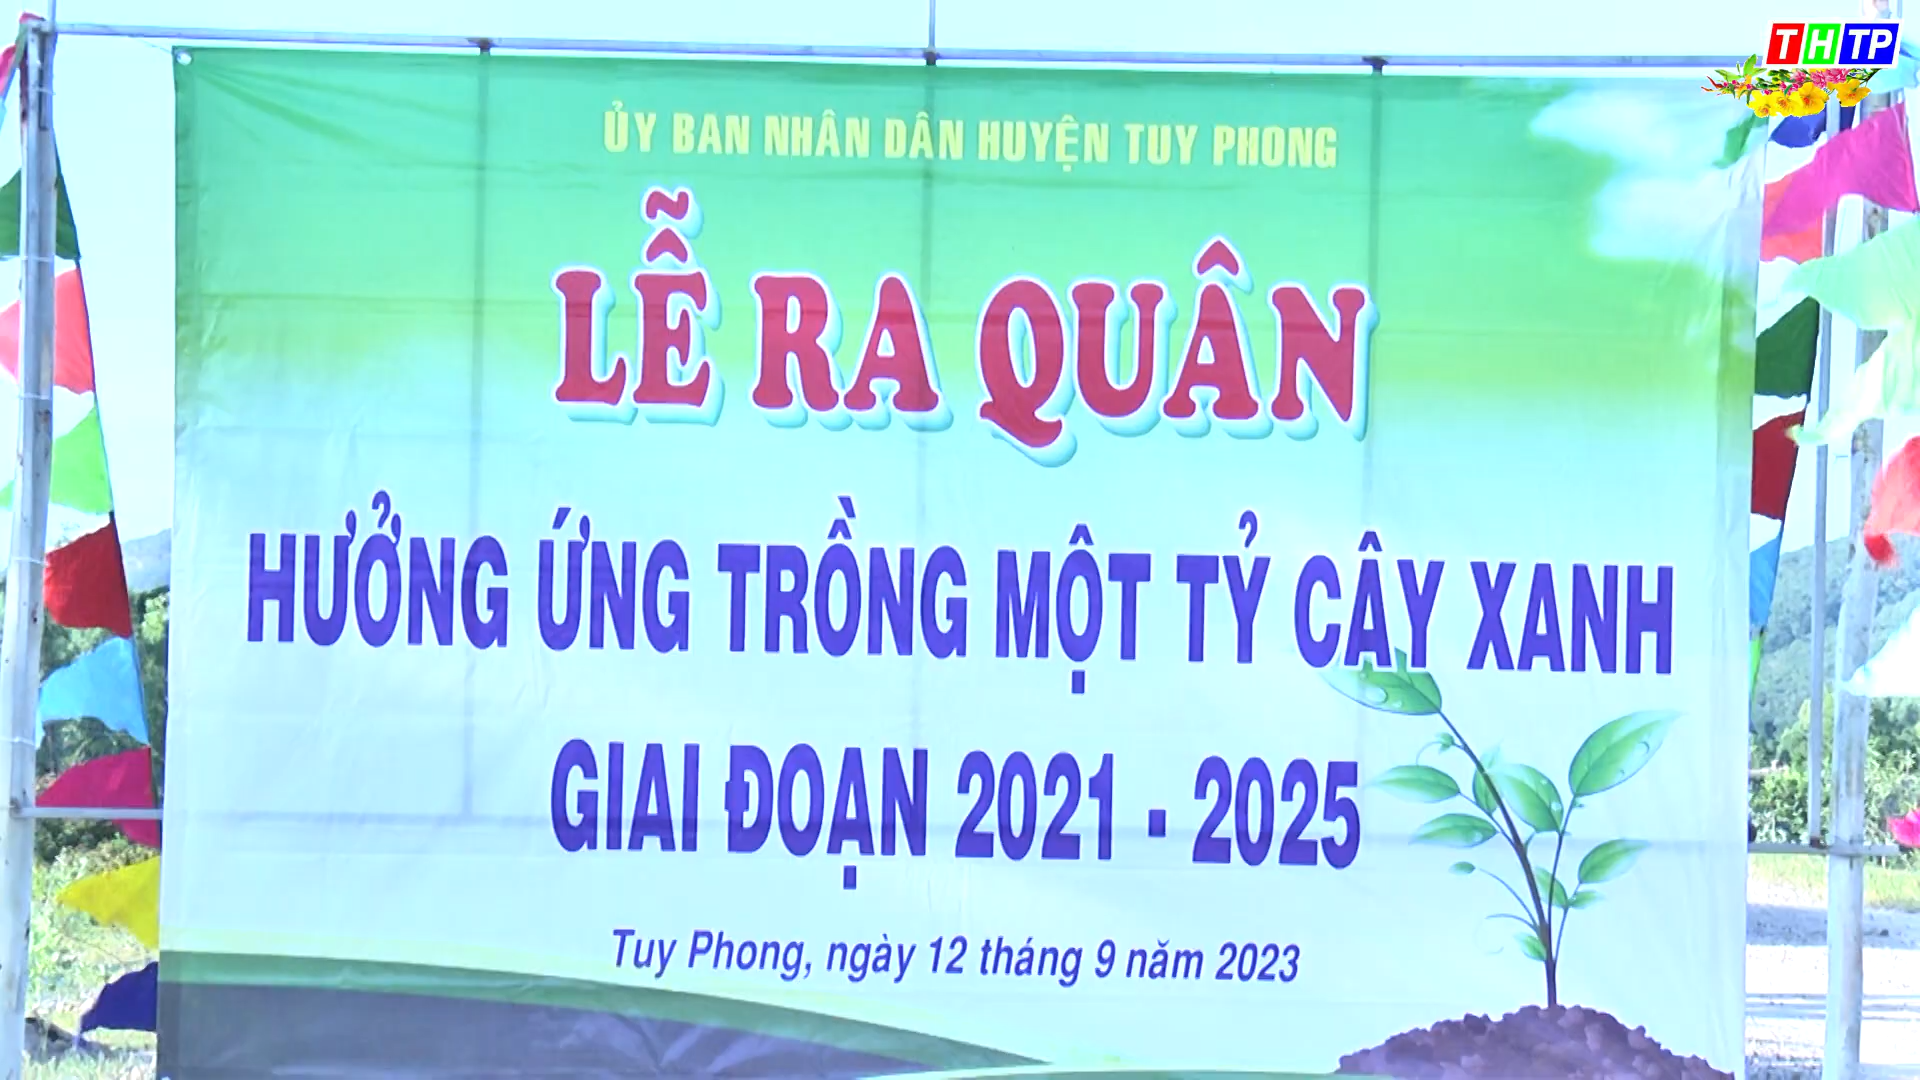 THTP
ỦY BAN NHÂN DÂN HUYỆN TUY PHONG
LỄ RA QUÂN
HƯỞNG ỨNG TRỒNG MỘT TỶ CÂY XANH
GIAI ĐOẠN 2021 - 2025
Tuy Phong, ngày 12 tháng 9 năm 2023